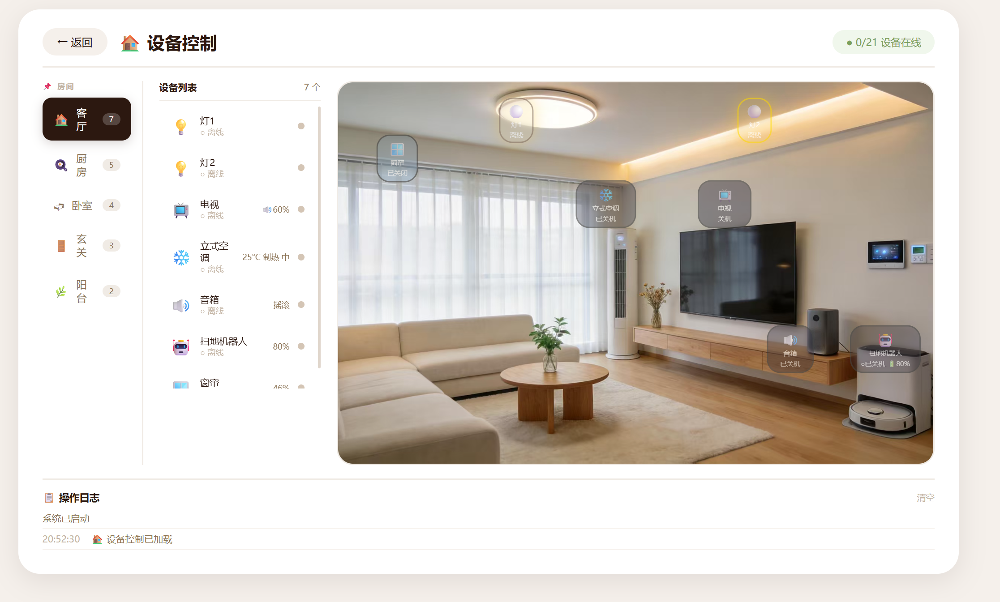 ← 返回
设备控制
● 0/21 设备在线
房间
客厅
7
厨房
5
卧室
4
玄关
3
阳台
2
设备列表
7 个
灯1
○ 离线
灯2
○ 离线
电视
○ 离线
60%
立式空调
○ 离线
25°C 制热 中
音箱
○ 离线
摇滚
扫地机器人
○ 离线
80%
窗帘
46%
灯1
离线
灯2
离线
窗帘
已关闭
立式空调
已关机
电视
关机
音箱
已关机
扫地机器人
○已关机 80%
操作日志
清空
系统已启动
20:52:30 设备控制已加载